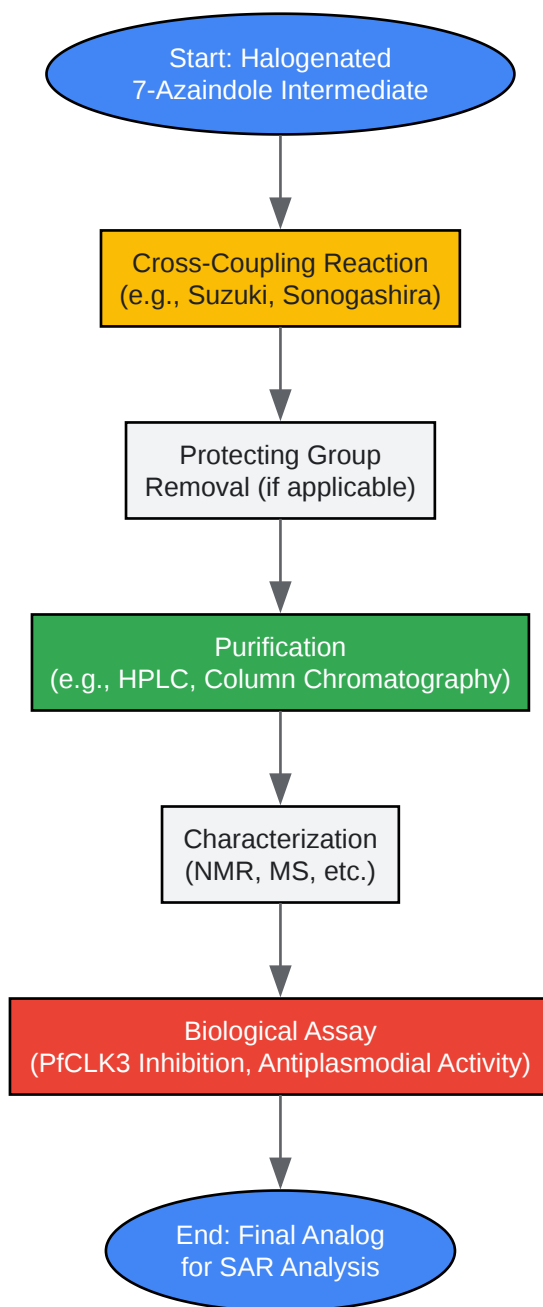 Start: Halogenated
7-Azaindole Intermediate
Cross-Coupling Reaction
(e.g., Suzuki, Sonogashira)
Protecting Group
Removal (if applicable)
Purification
(e.g., HPLC, Column Chromatography)
Characterization
(NMR, MS, etc.)
Biological Assay
(PfCLK3 Inhibition, Antiplasmodial Activity)
End: Final Analog
for SAR Analysis